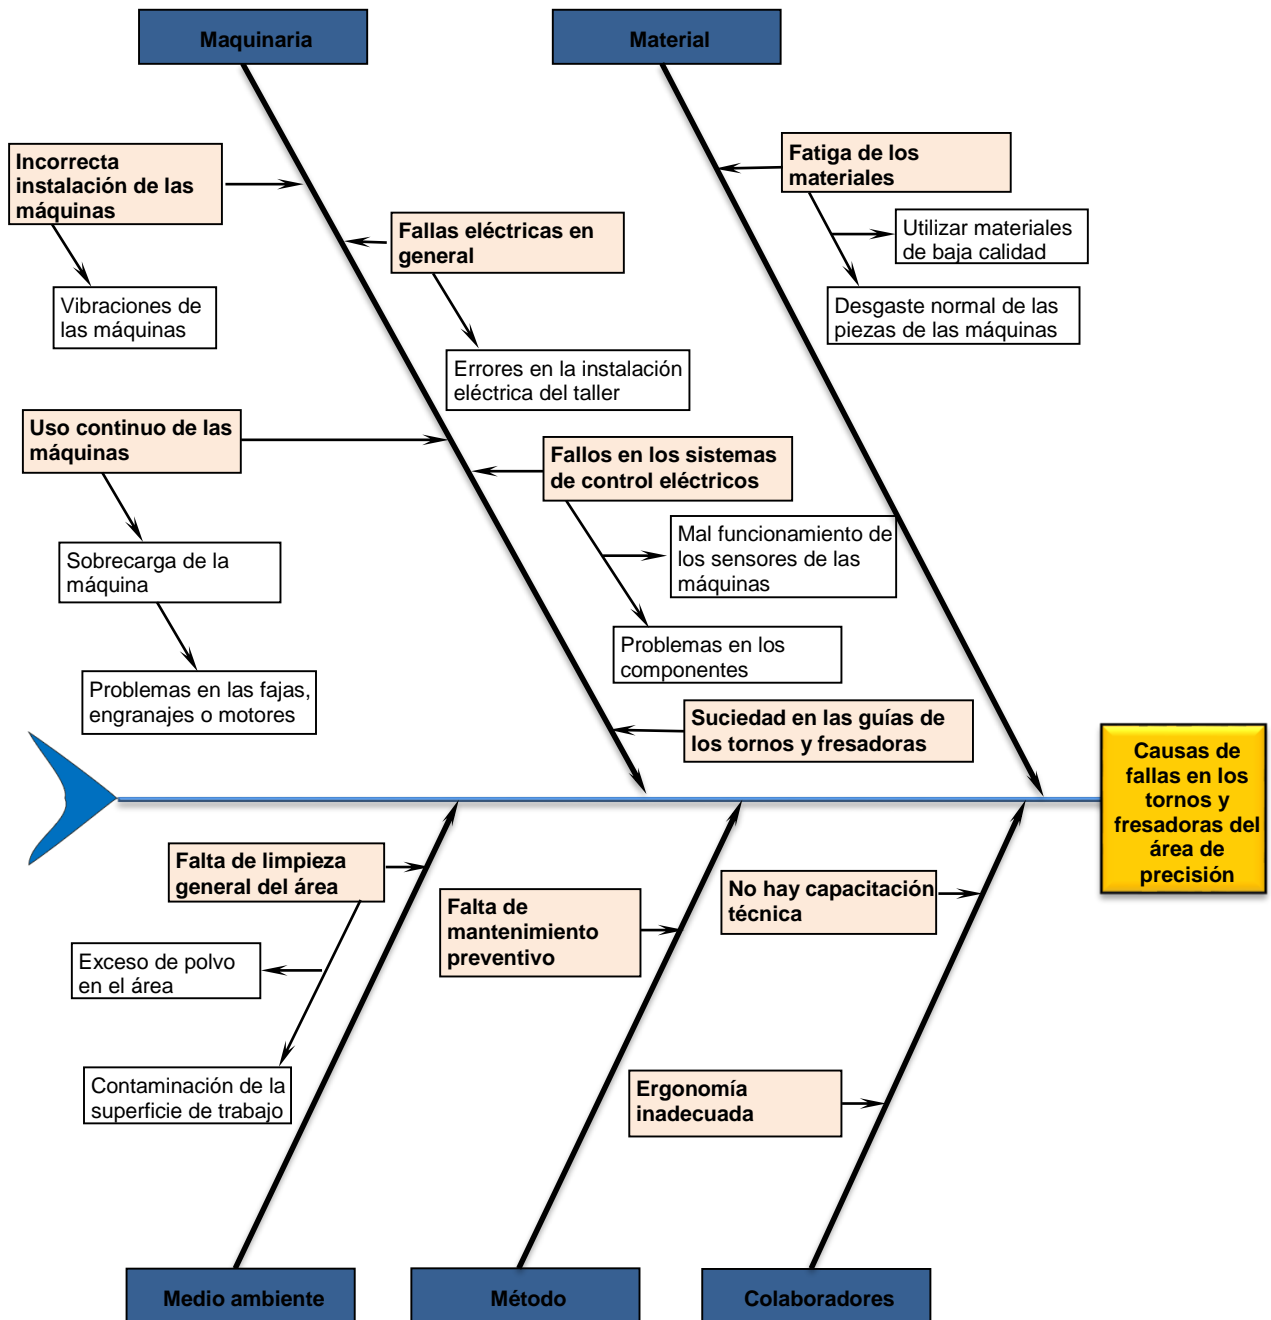 Maquinaria
Material
Incorrecta
instalación de las
máquinas
Fatiga de los
materiales
Fallas eléctricas en
general
Utilizar materiales
de baja calidad
Vibraciones de
las máquinas
Desgaste normal de las
piezas de las máquinas
Errores en la instalación
eléctrica del taller
Uso continuo de las
máquinas
Fallos en los sistemas
de control eléctricos
Mal funcionamiento de
los sensores de las
máquinas
Sobrecarga de la
máquina
Problemas en los
componentes
Problemas en las fajas,
engranajes o motores
Suciedad en las guías de
los tornos y fresadoras
Causas de
fallas en los
tornos y
fresadoras del
área de
precisión
Falta de limpieza
general del área
No hay capacitación
técnica
Falta de
mantenimiento
preventivo
Exceso de polvo
en el área
Contaminación de la
superficie de trabajo
Ergonomía
inadecuada
Medio ambiente
Método
Colaboradores